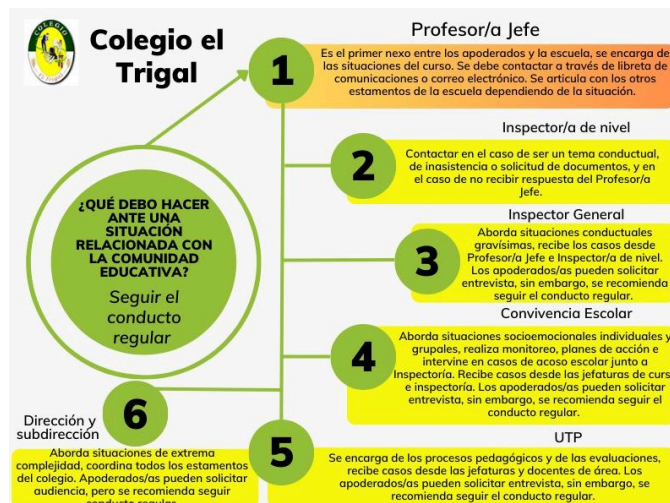 COLEGIO
Colegio el
Trigal
¿QUÉ DEBO HACER
ANTE UNA
SITUACIÓN
RELACIONADA CON
LA COMUNIDAD
EDUCATIVA?
Seguir el
conducto
regular
1
Profesor/a Jefe
Es el primer nexo entre los apoderados y la escuela, se encarga de
las situaciones del curso. Se debe contactar a través de libreta de
comunicaciones o correo electrónico. Se articula con los otros
estamentos de la escuela dependiendo de la situación.
2
Inspector/a de nivel
Contactar en el caso de ser un tema conductual,
de inasistencia o solicitud de documentos, y en
el caso de no recibir respuesta del Profesor/a
Jefe.
3
Inspector General
Aborda situaciones conductuales
gravísimas, recibe los casos desde
Profesor/a Jefe e Inspector/a de nivel.
Los apoderados/as pueden solicitar
entrevista, sin embargo, se recomienda
seguir el conducto regular.
4
Convivencia Escolar
Aborda situaciones socioemocionales individuales y
grupales, realiza monitoreo, planes de acción e
intervine en casos de acoso escolar junto a
Inspectoría. Recibe casos desde las jefaturas de curs
e inspectoría. Los apoderados/as pueden solicitar
entrevista, sin embargo, se recomienda seguir el
conducto regular.
5
UTP
Se encarga de los procesos pedagógicos y de las evaluaciones,
recibe casos desde las jefaturas y docentes de área. Los
apoderados/as pueden solicitar entrevista, sin embargo, se
recomienda seguir el conducto regular.
6
Dirección y
subdirección
Aborda situaciones de extrema
complejidad, coordina todos los estamentos
del colegio. Apoderados/as pueden solicitar
audiencia, pero se recomienda seguir
conducto regular